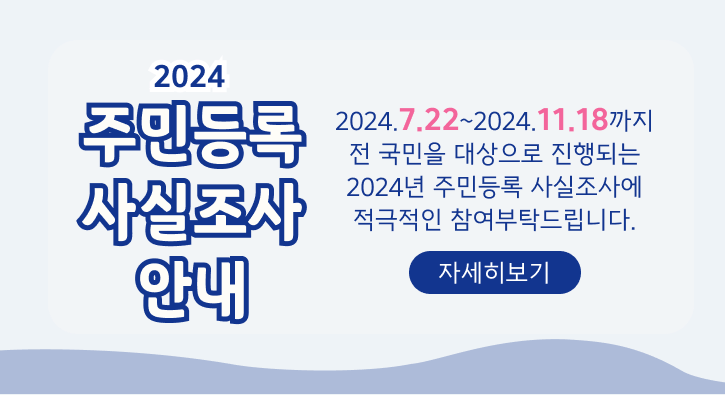 2024
주민등록
사실조사
안내
2024.7.22~2024.11.18까지
전 국민을 대상으로 진행되는
2024년 주민등록 사실조사에
적극적인 참여부탁드립니다.
자세히보기